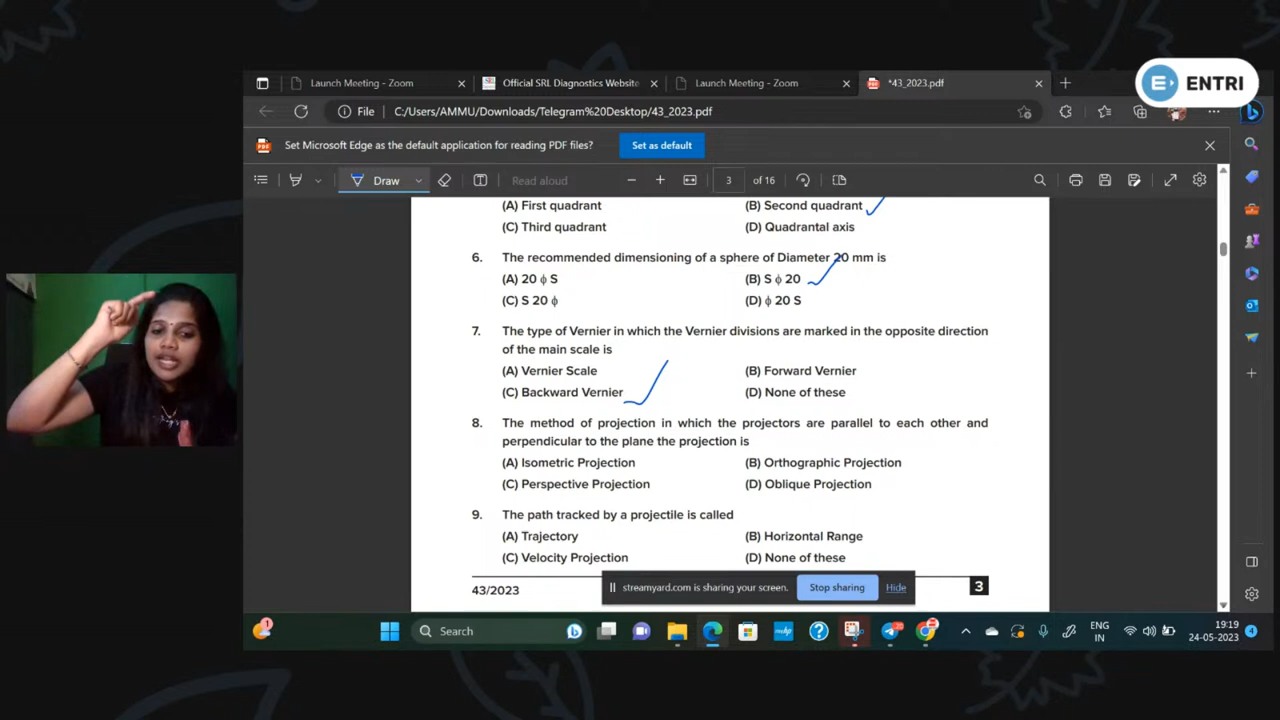 ENTRI
Launch Meeting - Zoom
Official SRL Diagnostics Website
Launch Meeting - Zoom
*43_2023.pdf
File
C:/Users/AMMU/Downloads/Telegram%20Desktop/43_2023.pdf
Set Microsoft Edge as the default application for reading PDF files?
Set as default
Draw
Read aloud
3
of 16
(A) First quadrant
(B) Second quadrant
(C) Third quadrant
(D) Quadrantal axis
6. The recommended dimensioning of a sphere of Diameter 20 mm is
(A) 20 ϕ S
(B) S ϕ 20
(C) S 20 ϕ
(D) ϕ 20 S
7. The type of Vernier in which the Vernier divisions are marked in the opposite direction
of the main scale is
(A) Vernier Scale
(B) Forward Vernier
(C) Backward Vernier
(D) None of these
8. The method of projection in which the projectors are parallel to each other and
perpendicular to the plane the projection is
(A) Isometric Projection
(B) Orthographic Projection
(C) Perspective Projection
(D) Oblique Projection
9. The path tracked by a projectile is called
(A) Trajectory
(B) Horizontal Range
(C) Velocity Projection
(D) None of these
43/2023
3
streamyard.com is sharing your screen.
Stop sharing
Hide
1
Search
ENG
IN
19:19
24-05-2023
4